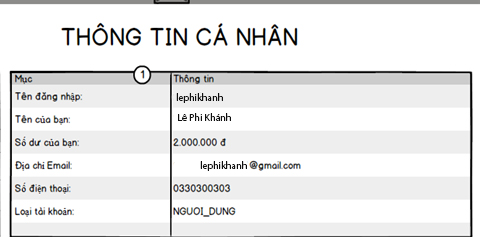 THÔNG TIN CÁ NHÂN
1
Mục Thông tin
Tên đăng nhập: lephikhanh
Tên của bạn: Lê Phi Khánh
Số dư của bạn: 2.000.000 đ
Địa chỉ Email: lephikhanh @gmail.com
Số điện thoại: 0330300303
Loại tài khoản: NGUOI_DUNG